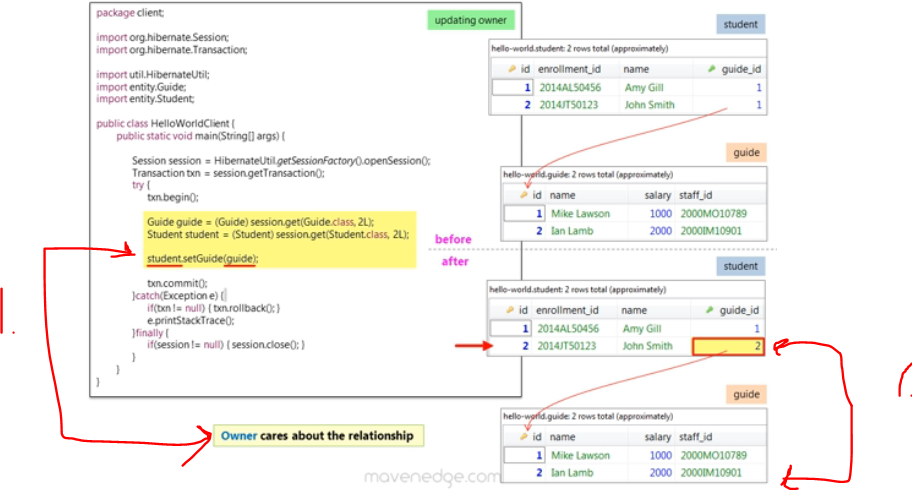 package client;
import org.hibernate.Session;
import org.hibernate.Transaction;
import util.HibernateUtil;
import entity.Guide;
import entity.Student;
public class HelloWorldClient {
public static void main(String[] args) {
Session session = HibernateUtil.getSessionFactory().openSession();
Transaction txn = session.getTransaction();
try {
txn.begin();
Guide guide = (Guide) session.get(Guide.class, 2L);
Student student = (Student) session.get(Student.class, 2L);
student.setGuide(guide);
txn.commit();
}catch(Exception e) {
if(txn != null) { txn.rollback(); }
e.printStackTrace();
}finally {
if(session != null) { session.close(); }
}
}
}
updating owner
1.
Owner cares about the relationship
before
after
student
hello-world.student: 2 rows total (approximately)
id enrollment_id name guide_id
1 2014AL50456 Amy Gill 1
2 2014JT50123 John Smith 1
guide
hello-world.guide: 2 rows total (approximately)
id name salary staff_id
1 Mike Lawson 1000 2000MO10789
2 Ian Lamb 2000 2000IM10901
student
hello-world.student: 2 rows total (approximately)
id enrollment_id name guide_id
1 2014AL50456 Amy Gill 1
2 2014JT50123 John Smith 2
guide
hello-world.guide: 2 rows total (approximately)
id name salary staff_id
1 Mike Lawson 1000 2000MO10789
2 Ian Lamb 2000 2000IM10901
mavenedge.com